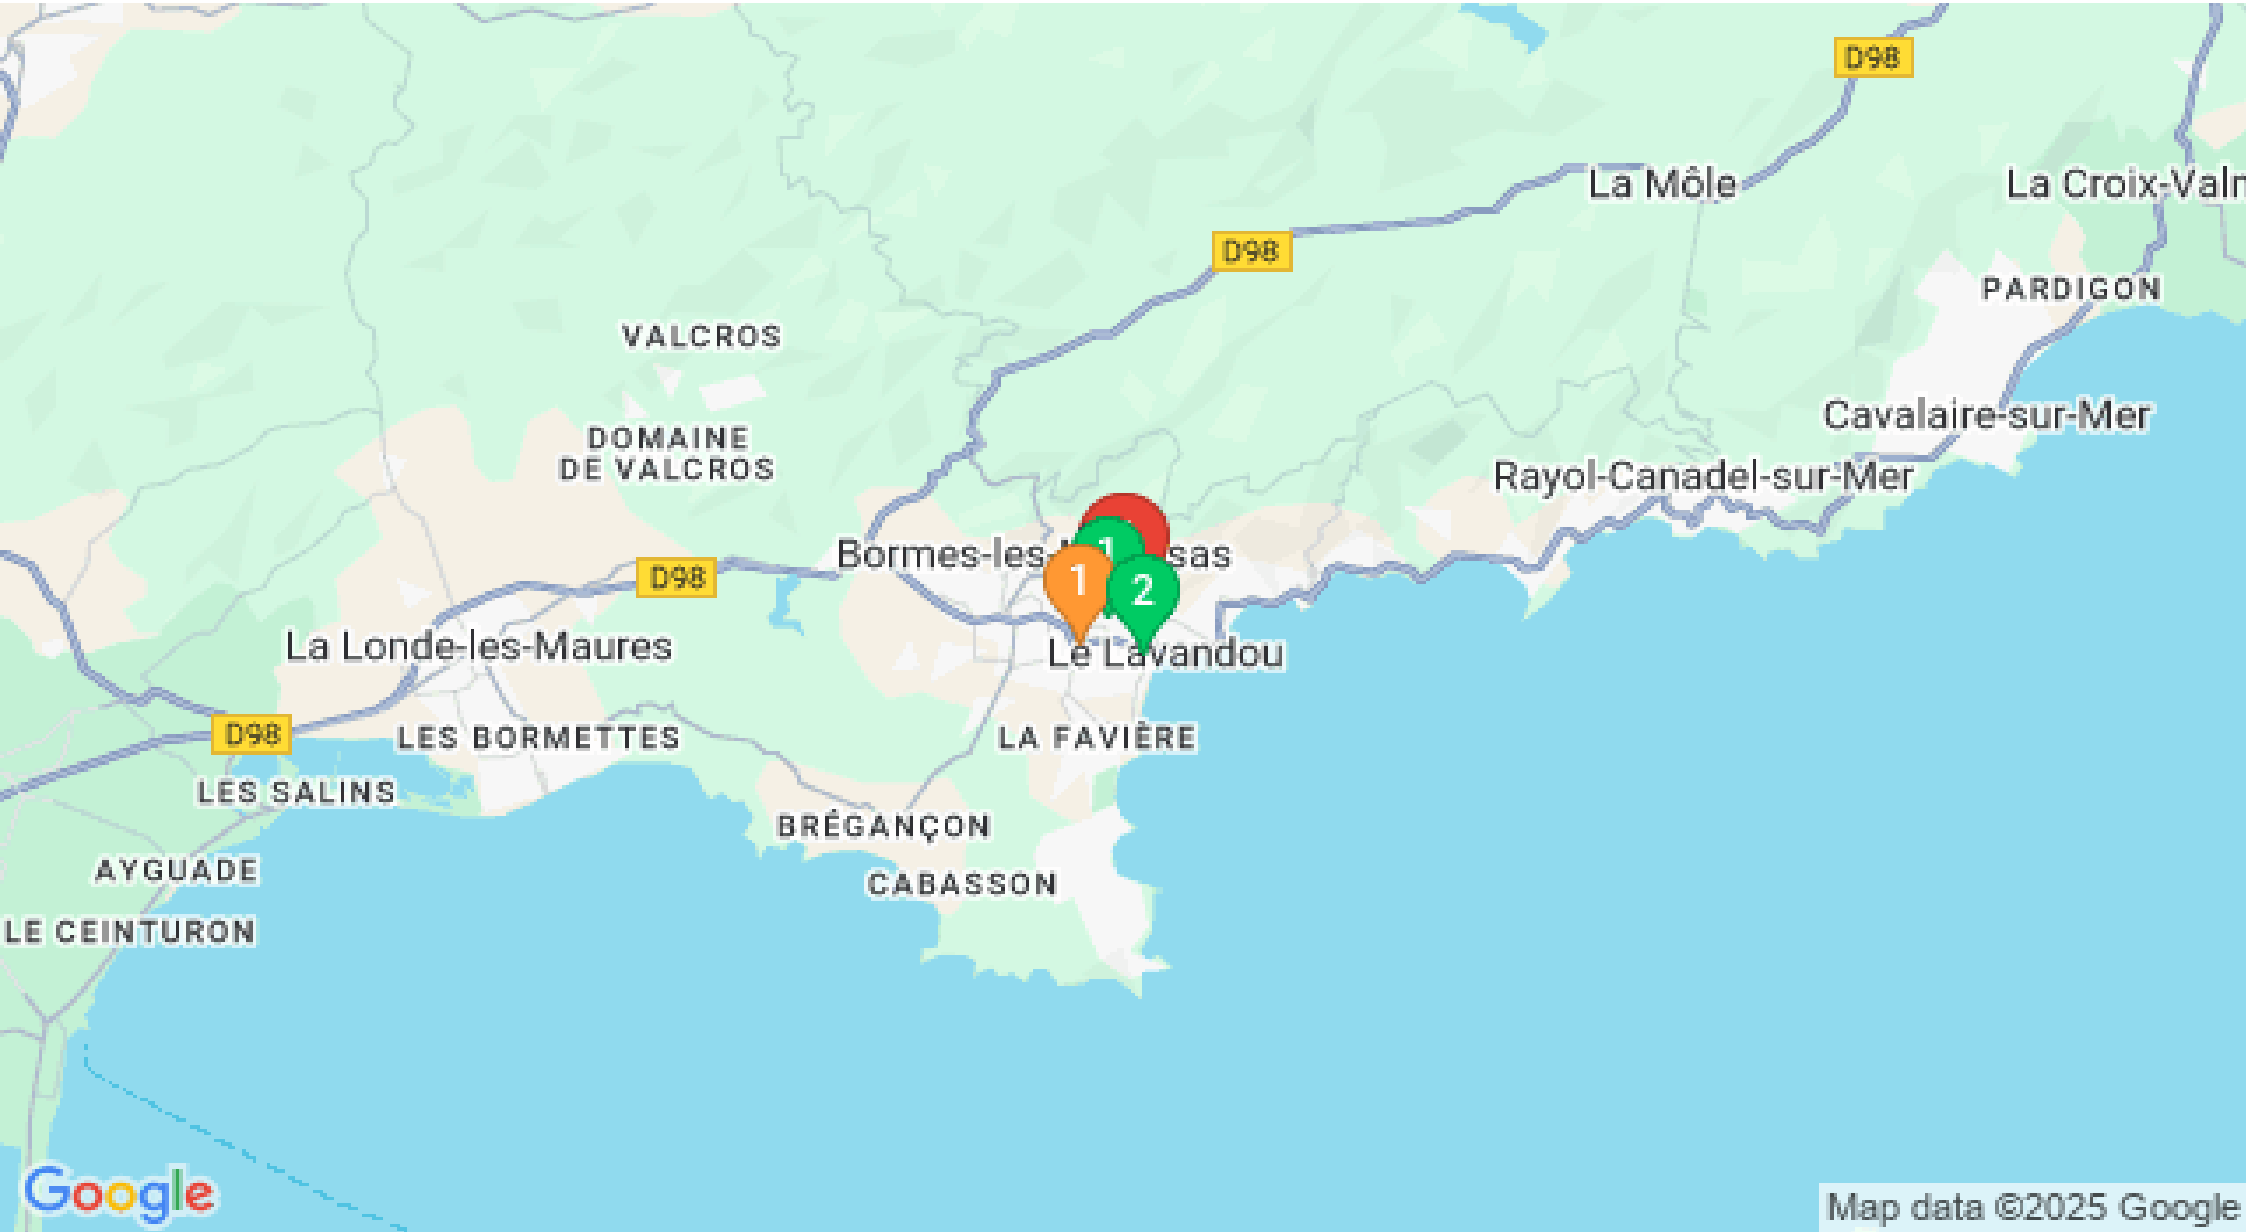 D98
La Môle
La Croix-Valm
D98
PARDIGON
VALCROS
Cavalaire-sur-Mer
DOMAINE
DE VALCROS
Rayol-Canadel-sur-Mer
Bormes-les-
sas
1
1
2
D98
La Londe-les-Maures
Le Lavandou
D98
LES BORMETTES
LA FAVIÈRE
LES SALINS
BRÉGANÇON
AYGUADE
CABASSON
LE CEINTURON
Google
Map data ©2025 Google